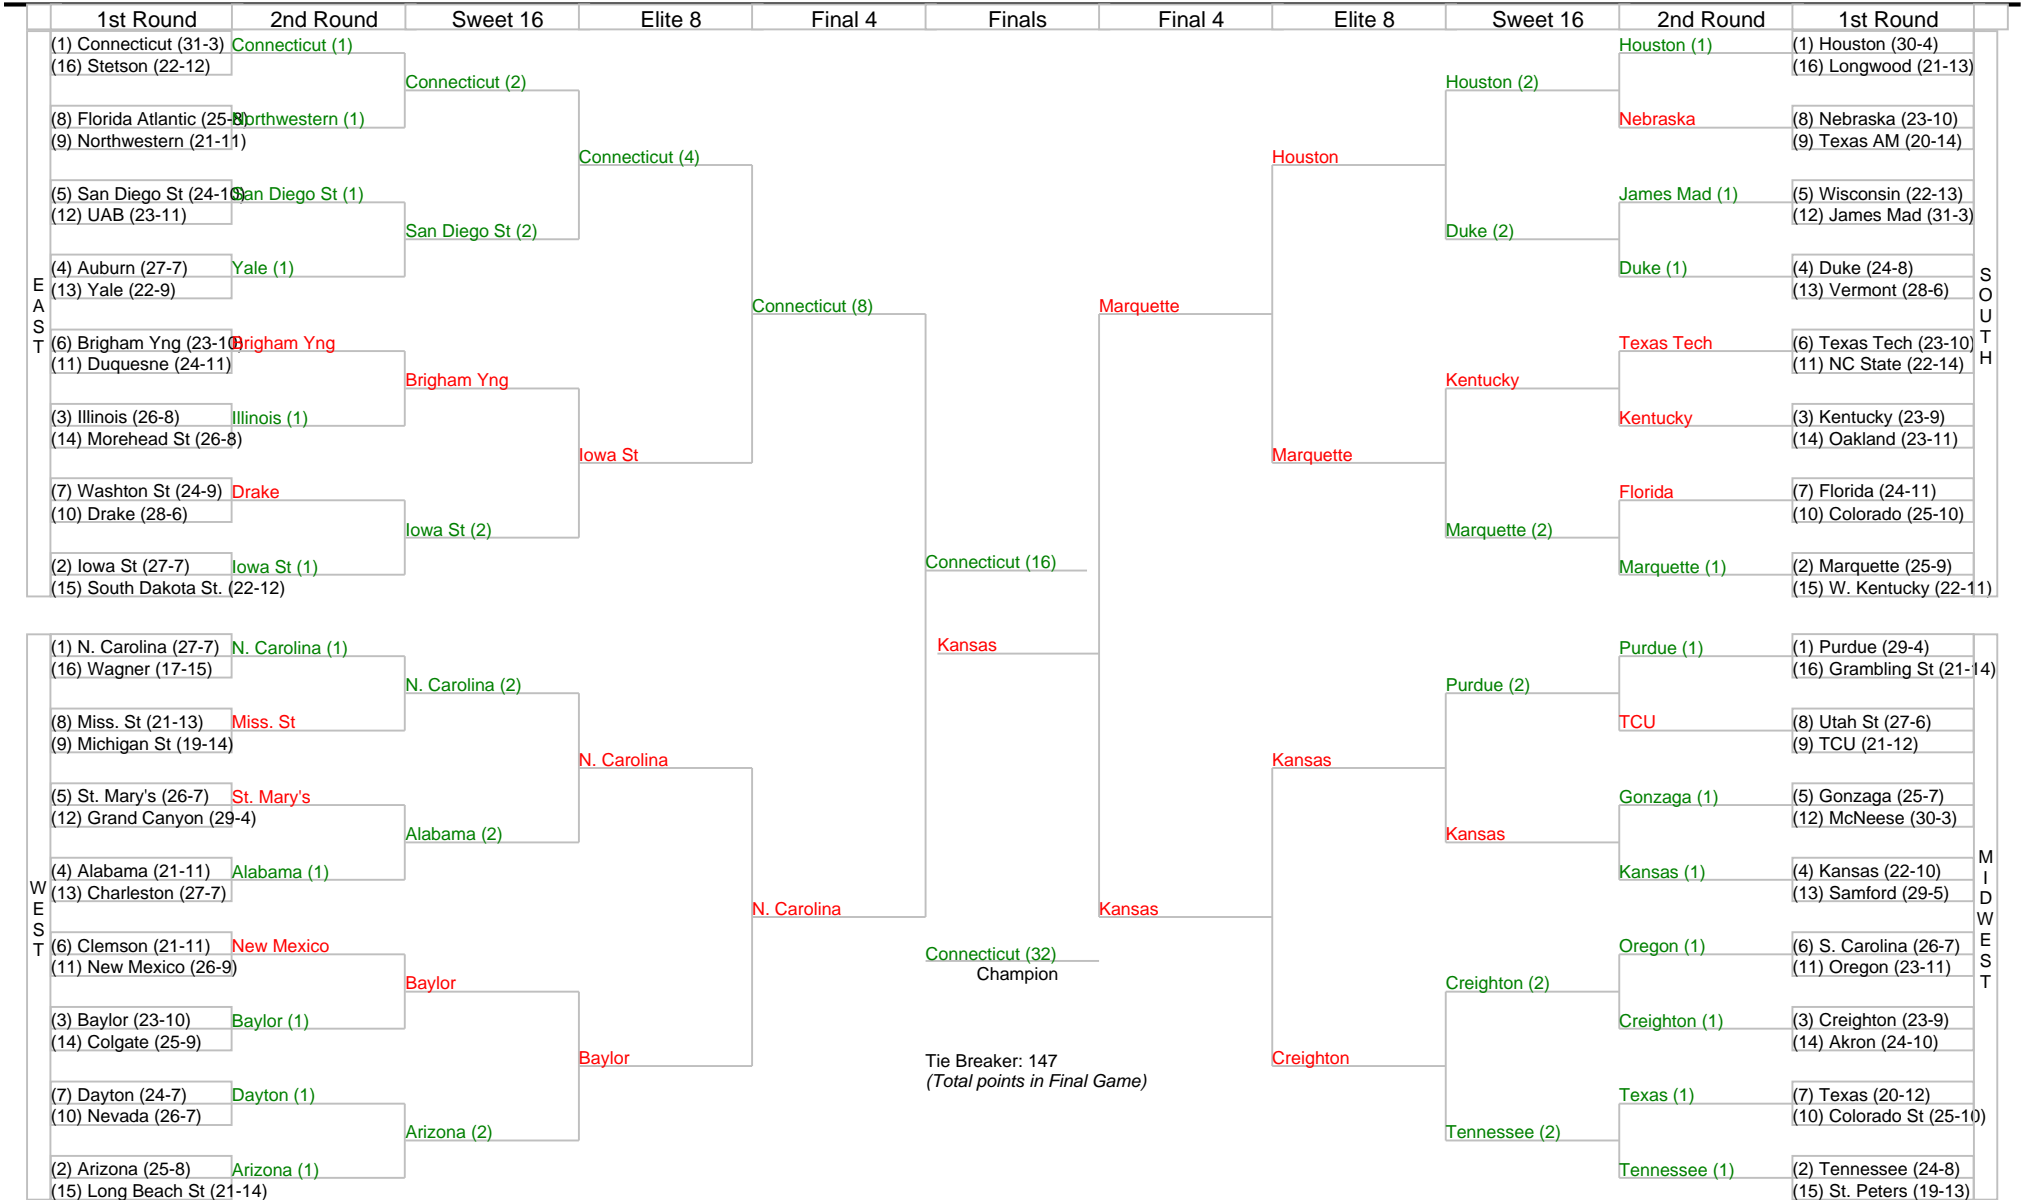 1st Round 2nd Round Sweet 16 Elite 8 Final 4 Finals Final 4 Elite 8 Sweet 16 2nd Round 1st Round
EAST
(1) Connecticut (31-3)
(16) Stetson (22-12)
(8) Florida Atlantic (25-8)
(9) Northwestern (21-11)
(5) San Diego St (24-10)
(12) UAB (23-11)
(4) Auburn (27-7)
(13) Yale (22-9)
(6) Brigham Yng (23-10)
(11) Duquesne (24-11)
(3) Illinois (26-8)
(14) Morehead St (26-8)
(7) Washton St (24-9)
(10) Drake (28-6)
(2) Iowa St (27-7)
(15) South Dakota St. (22-12)
Connecticut (1)
Northwestern (1)
San Diego St (1)
Yale (1)
Brigham Yng
Illinois (1)
Drake
Iowa St (1)
Connecticut (2)
San Diego St (2)
Brigham Yng
Iowa St (2)
Connecticut (4)
Iowa St
Connecticut (8)
WEST
(1) N. Carolina (27-7)
(16) Wagner (17-15)
(8) Miss. St (21-13)
(9) Michigan St (19-14)
(5) St. Mary's (26-7)
(12) Grand Canyon (29-4)
(4) Alabama (21-11)
(13) Charleston (27-7)
(6) Clemson (21-11)
(11) New Mexico (26-9)
(3) Baylor (23-10)
(14) Colgate (25-9)
(7) Dayton (24-7)
(10) Nevada (26-7)
(2) Arizona (25-8)
(15) Long Beach St (21-14)
N. Carolina (1)
Miss. St
St. Mary's
Alabama (1)
New Mexico
Baylor (1)
Dayton (1)
Arizona (1)
N. Carolina (2)
Alabama (2)
Baylor
Arizona (2)
N. Carolina
Baylor
N. Carolina
Connecticut (16)
Kansas
Connecticut (32)
Champion
Tie Breaker: 147
(Total points in Final Game)
Marquette
Houston
Marquette
Houston (2)
Duke (2)
Kentucky
Marquette (2)
Houston (1)
Nebraska
James Mad (1)
Duke (1)
Texas Tech
Kentucky
Florida
Marquette (1)
(1) Houston (30-4)
(16) Longwood (21-13)
(8) Nebraska (23-10)
(9) Texas AM (20-14)
(5) Wisconsin (22-13)
(12) James Mad (31-3)
(4) Duke (24-8)
(13) Vermont (28-6)
(6) Texas Tech (23-10)
(11) NC State (22-14)
(3) Kentucky (23-9)
(14) Oakland (23-11)
(7) Florida (24-11)
(10) Colorado (25-10)
(2) Marquette (25-9)
(15) W. Kentucky (22-11)
SOUTH
Kansas
Kansas
Creighton
Purdue (2)
Kansas
Creighton (2)
Tennessee (2)
Purdue (1)
TCU
Gonzaga (1)
Kansas (1)
Oregon (1)
Creighton (1)
Texas (1)
Tennessee (1)
(1) Purdue (29-4)
(16) Grambling St (21-14)
(8) Utah St (27-6)
(9) TCU (21-12)
(5) Gonzaga (25-7)
(12) McNeese (30-3)
(4) Kansas (22-10)
(13) Samford (29-5)
(6) S. Carolina (26-7)
(11) Oregon (23-11)
(3) Creighton (23-9)
(14) Akron (24-10)
(7) Texas (20-12)
(10) Colorado St (25-10)
(2) Tennessee (24-8)
(15) St. Peters (19-13)
MIDWEST